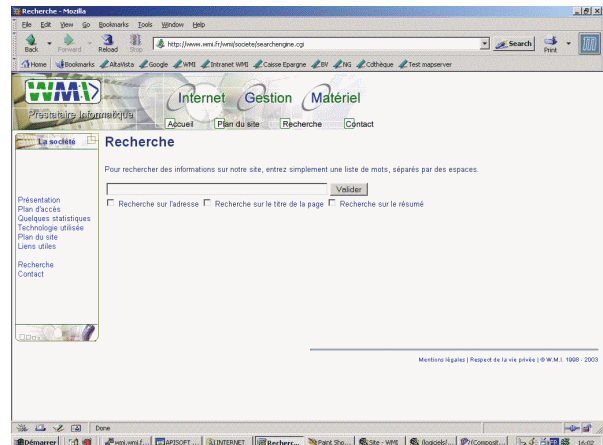 Recherche - Mozilla
File Edit View Go Bookmarks Tools Window Help
Back Forward Reload Stop http://www.wmi.fr/wmi/societe/searchengine.cgi Search Print
Home Bookmarks AltaVista Google WMI Intranet WMI Caisse Epargne BV NG Cdthèque Test mapserver
WMI
Prestataire Informatique
Internet Gestion Matériel
Accueil Plan du site Recherche Contact
La société
Recherche
Pour rechercher des informations sur notre site, entrez simplement une liste de mots, séparés par des espaces.
Valider
Recherche sur l'adresse Recherche sur le titre de la page Recherche sur le résumé
Présentation
Plan d'accès
Quelques statistiques
Technologie utilisée
Plan du site
Liens utiles
Recherche
Contact
Mentions légales | Respect de la vie privée | © W.M.I. 1998 - 2003
Done
Démarrer wmi.wmi.f... APISOFT ... INTERNET Recherc... Paint Sho... Site - WMI (logiciels/... (Composit... FR 16:02